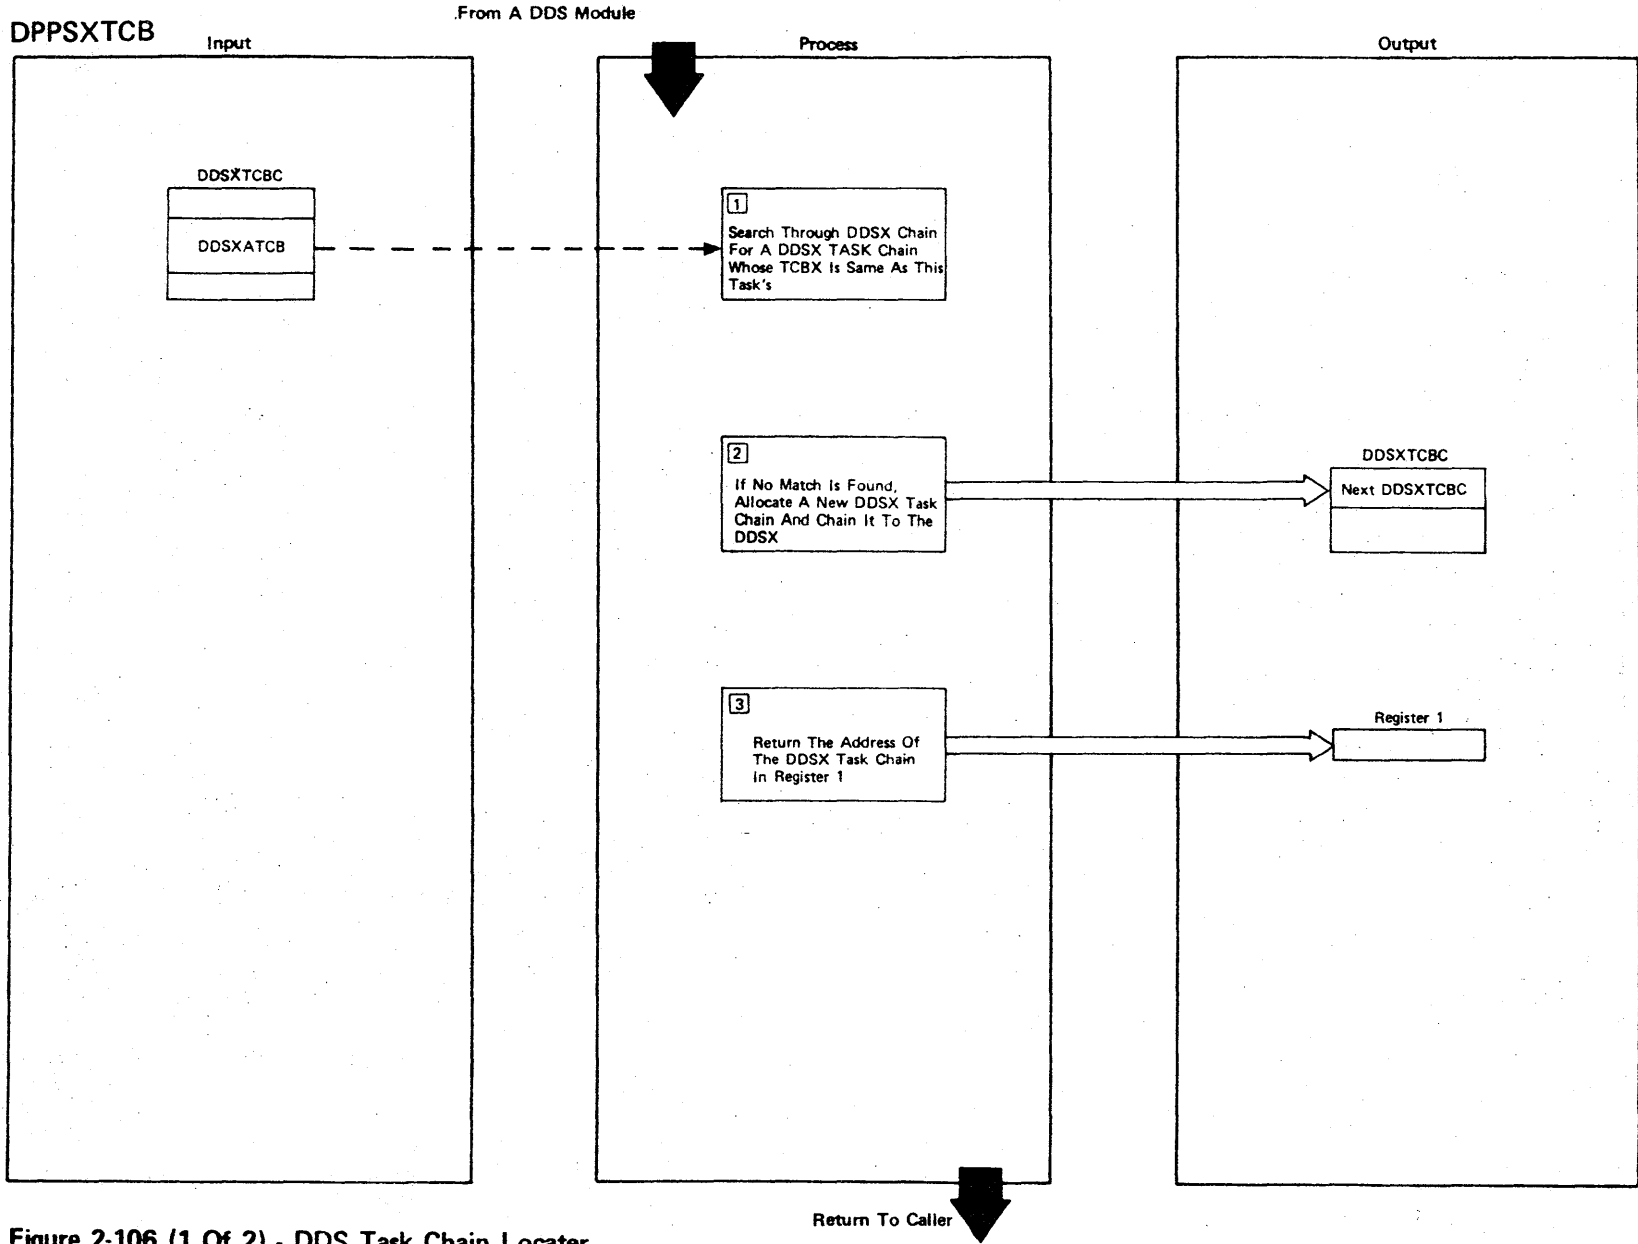 .From A DDS Module
DPPSXTCB
Input
Process
Output
DDSXTCBC
DDSXATCB
1
Search Through DDSX Chain
For A DDSX TASK Chain
Whose TCBX Is Same As This
Task's
2
If No Match Is Found,
Allocate A New DDSX Task
Chain And Chain It To The
DDSX
DDSXTCBC
Next DDSXTCBC
3
Return The Address Of
The DDSX Task Chain
In Register 1
Register 1
Return To Caller
Figure 2-106 (1 Of 2) - DDS Task Chain Locater